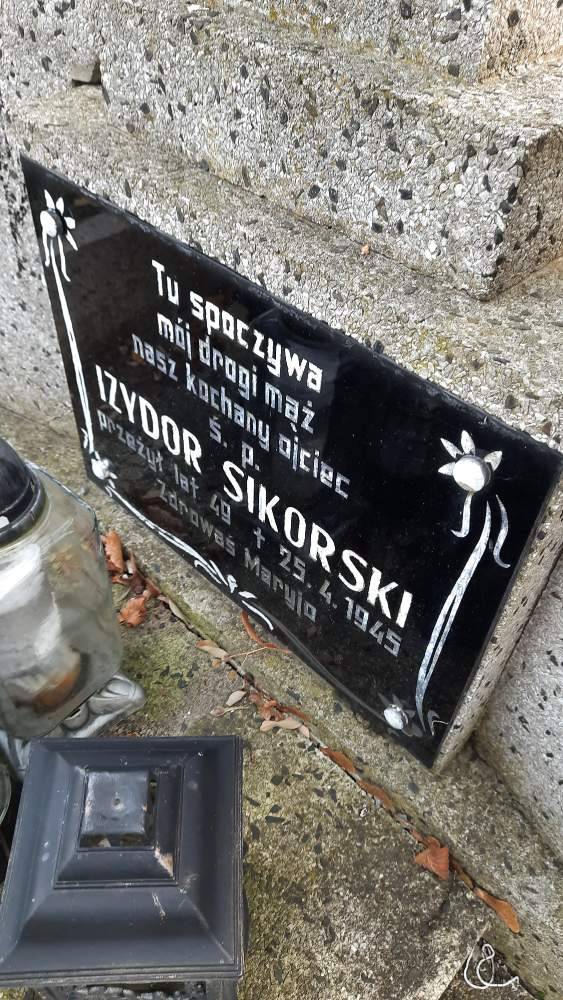 Tu spoczywa
mój drogi mąż
nasz kochany ojciec
ś. p.
IZYDOR SIKORSKI
przeżył lat 49 † 25. 4. 1945
Zdrowaś Maryjo